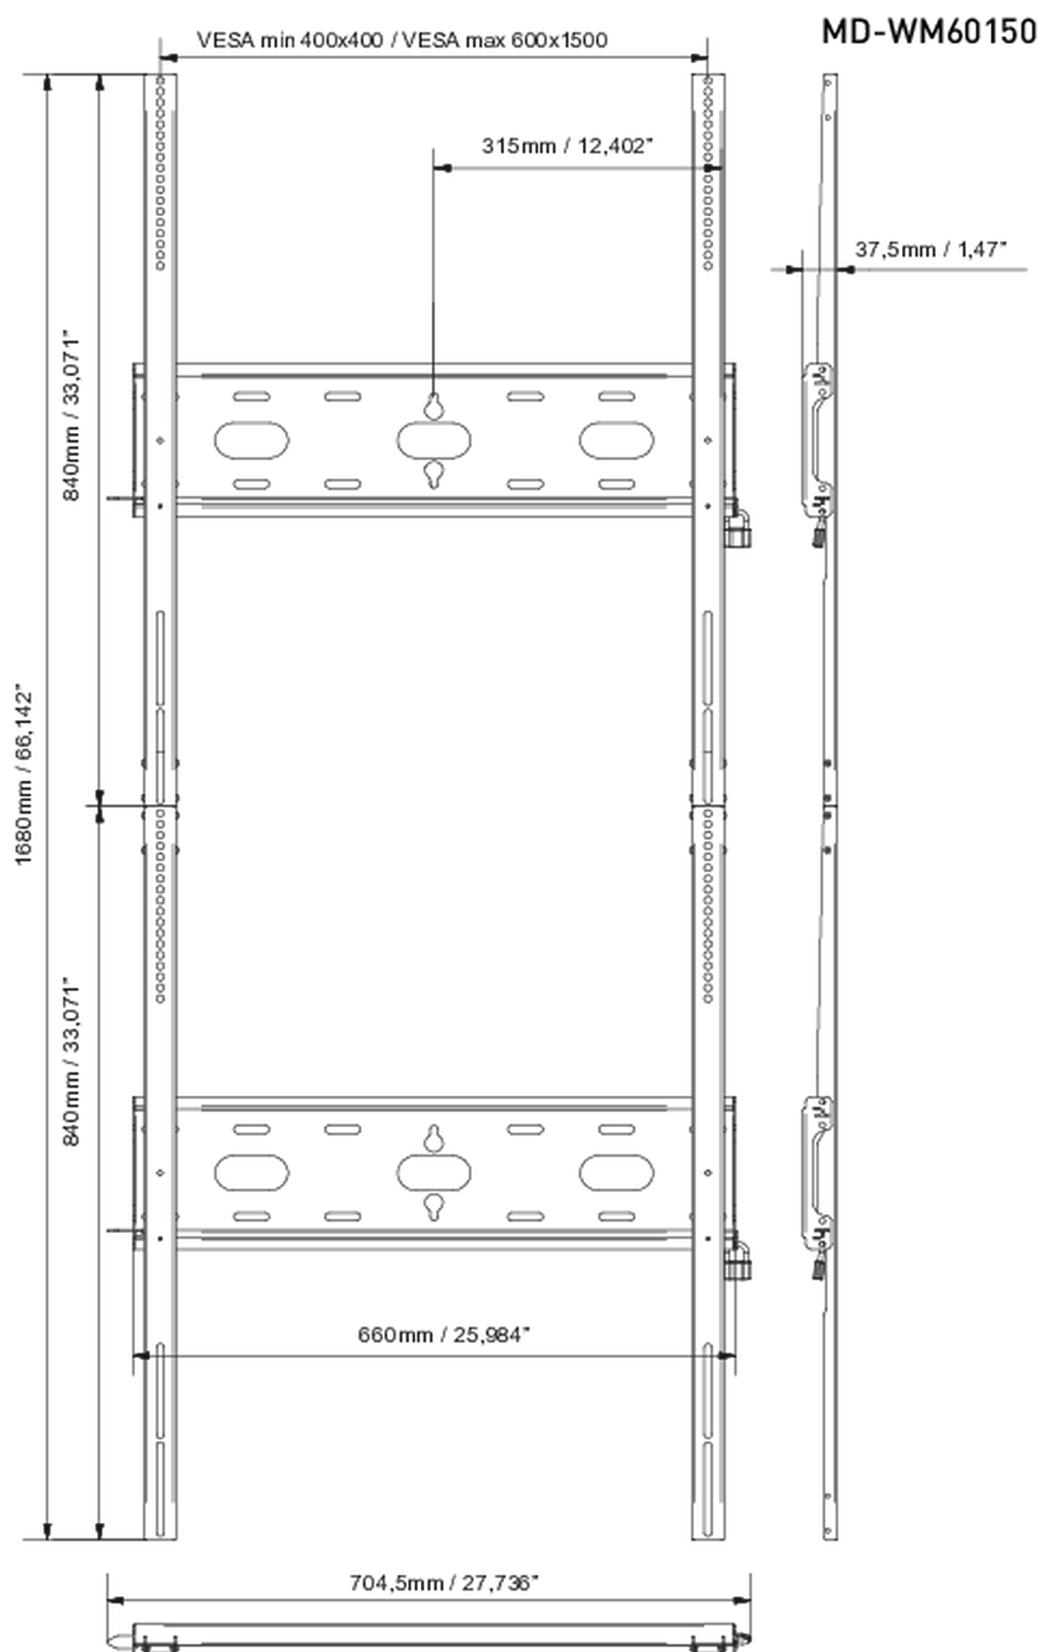 MD-WM60150
VESA min 400x400 / VESA max 600x1500
315mm / 12,402"
37,5mm / 1,47"
840mm / 33,071"
1680mm / 66,142"
840mm / 33,071"
660mm / 25,984"
704,5mm / 27,736"